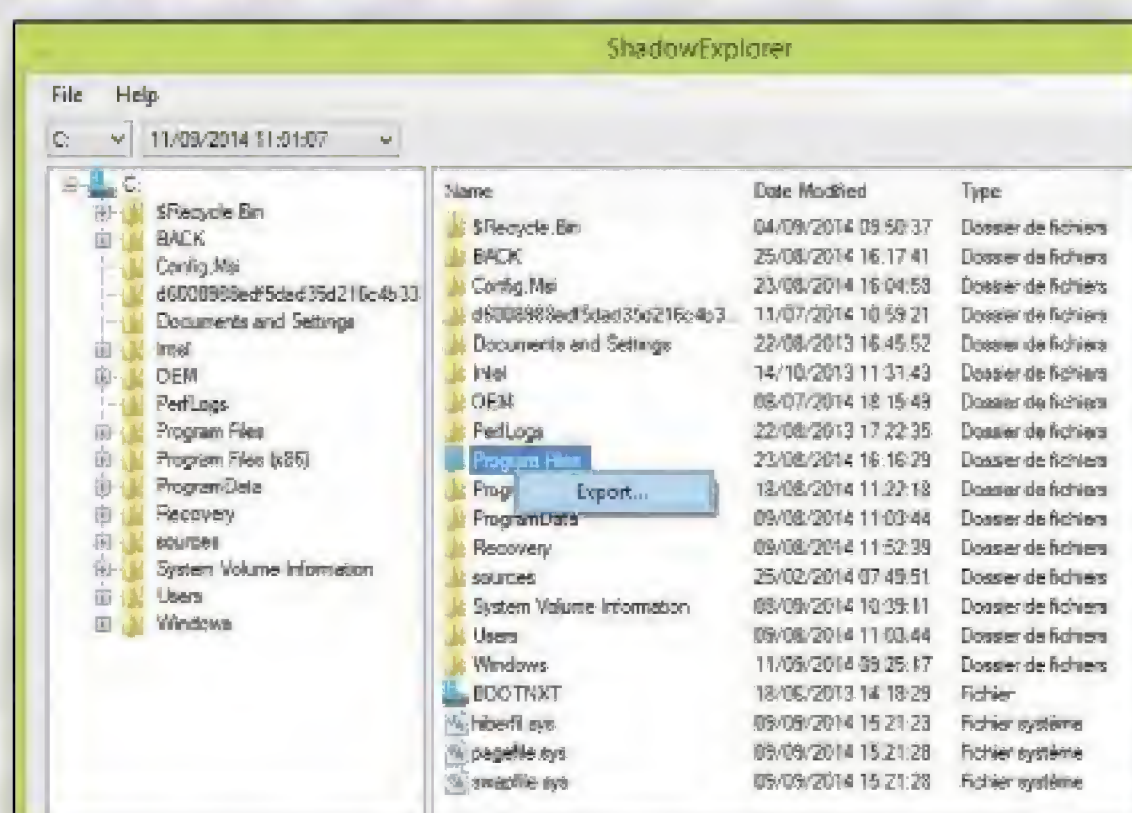 ShadowExplorer
File Help
C: 11/09/2014 11:01:07
C:
$Recycle.Bin
BACK
Config.Msi
Documents and Settings
Intel
OEM
PerfLogs
Program Files
Program Files (x86)
ProgramData
Recovery
sources
System Volume Information
Users
Windows
Name Date Modified Type
$Recycle.Bin 04/09/2014 09:50:37 Dossier de fichiers
BACK 25/08/2014 16:17:41 Dossier de fichiers
Config.Msi 23/08/2014 16:04:58 Dossier de fichiers
11/07/2014 10:59:21 Dossier de fichiers
Documents and Settings 22/08/2013 16:45:52 Dossier de fichiers
Intel 14/10/2013 11:31:43 Dossier de fichiers
OEM 18:15:49 Dossier de fichiers
PerfLogs 22/08/2013 17:22:35 Dossier de fichiers
Program Files 23/08/2014 16:16:29 Dossier de fichiers
Prog 11:22:18 Dossier de fichiers
Export...
ProgramData 09/08/2014 11:03:44 Dossier de fichiers
Recovery 09/08/2014 11:52:39 Dossier de fichiers
sources 25/02/2014 07:49:51 Dossier de fichiers
System Volume Information 10:39:11 Dossier de fichiers
Users 09/08/2014 11:03:44 Dossier de fichiers
Windows 11/09/2014 09:25:17 Dossier de fichiers
BOOTNXT 18/06/2013 14:18:29 Fichier
hiberfil.sys 09/09/2014 15:21:23 Fichier système
pagefile.sys 09/09/2014 15:21:28 Fichier système
swapfile.sys 09/09/2014 15:21:28 Fichier système